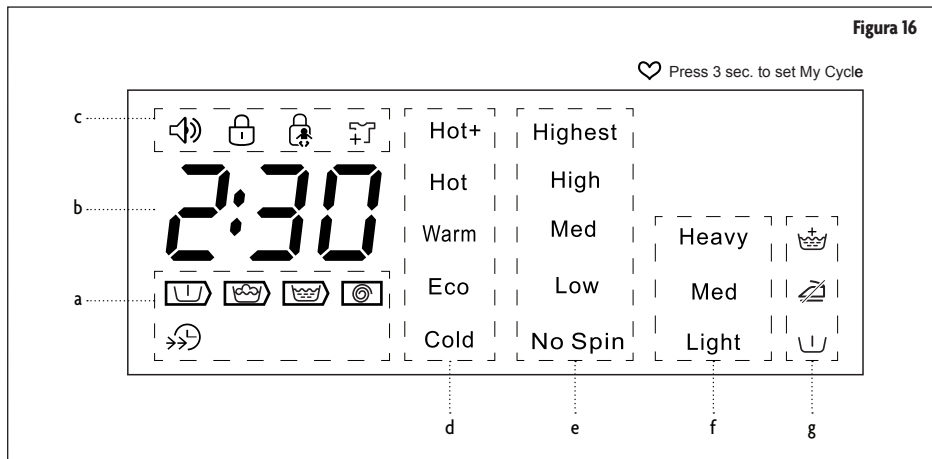 Figura 16
Press 3 sec. to set My Cycle
c
Hot+
Highest
b
2:30
Hot
High
Warm
Med
Heavy
a
Eco
Low
Med
Cold
No Spin
Light
d
e
f
g